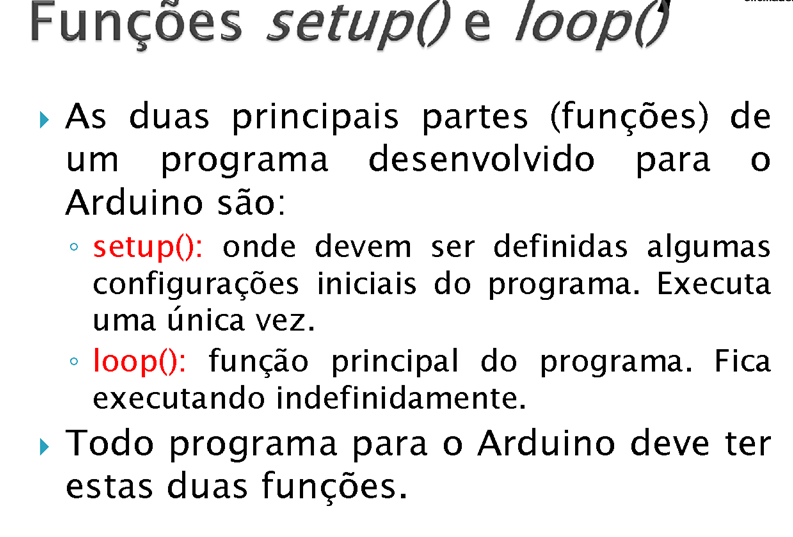 Funções setup() e loop()
As duas principais partes (funções) de
um programa desenvolvido para o
Arduino são:
setup(): onde devem ser definidas algumas
configurações iniciais do programa. Executa
uma única vez.
loop(): função principal do programa. Fica
executando indefinidamente.
Todo programa para o Arduino deve ter
estas duas funções.